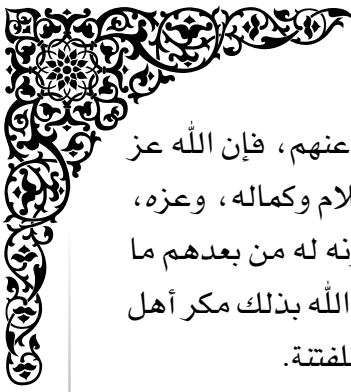 عنهم، فإن الله عز
لام وكماله، وعزه،
نه له من بعدهم ما
الله بذلك مكر أهل
لفتنة.